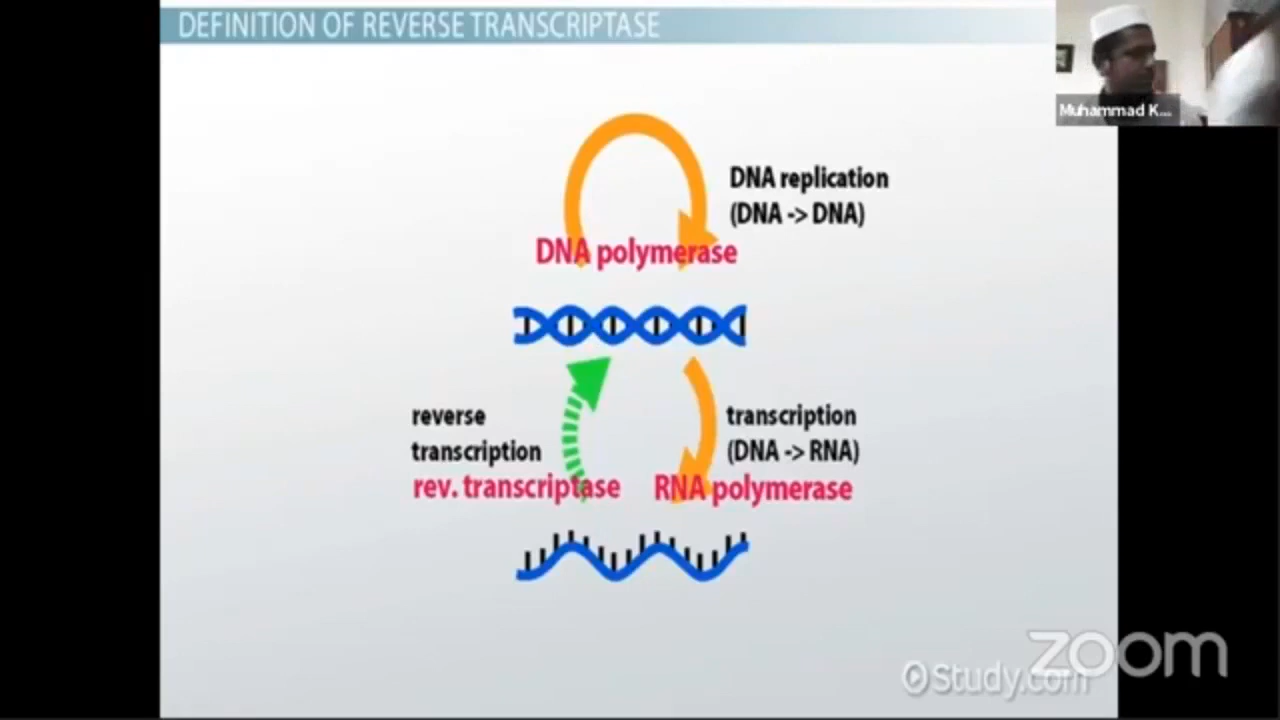 DEFINITION OF REVERSE TRANSCRIPTASE
Muhammad K...
DNA replication
(DNA -> DNA)
DNA polymerase
reverse
transcription
rev. transcriptase
transcription
(DNA -> RNA)
RNA polymerase
zoom
Study.com